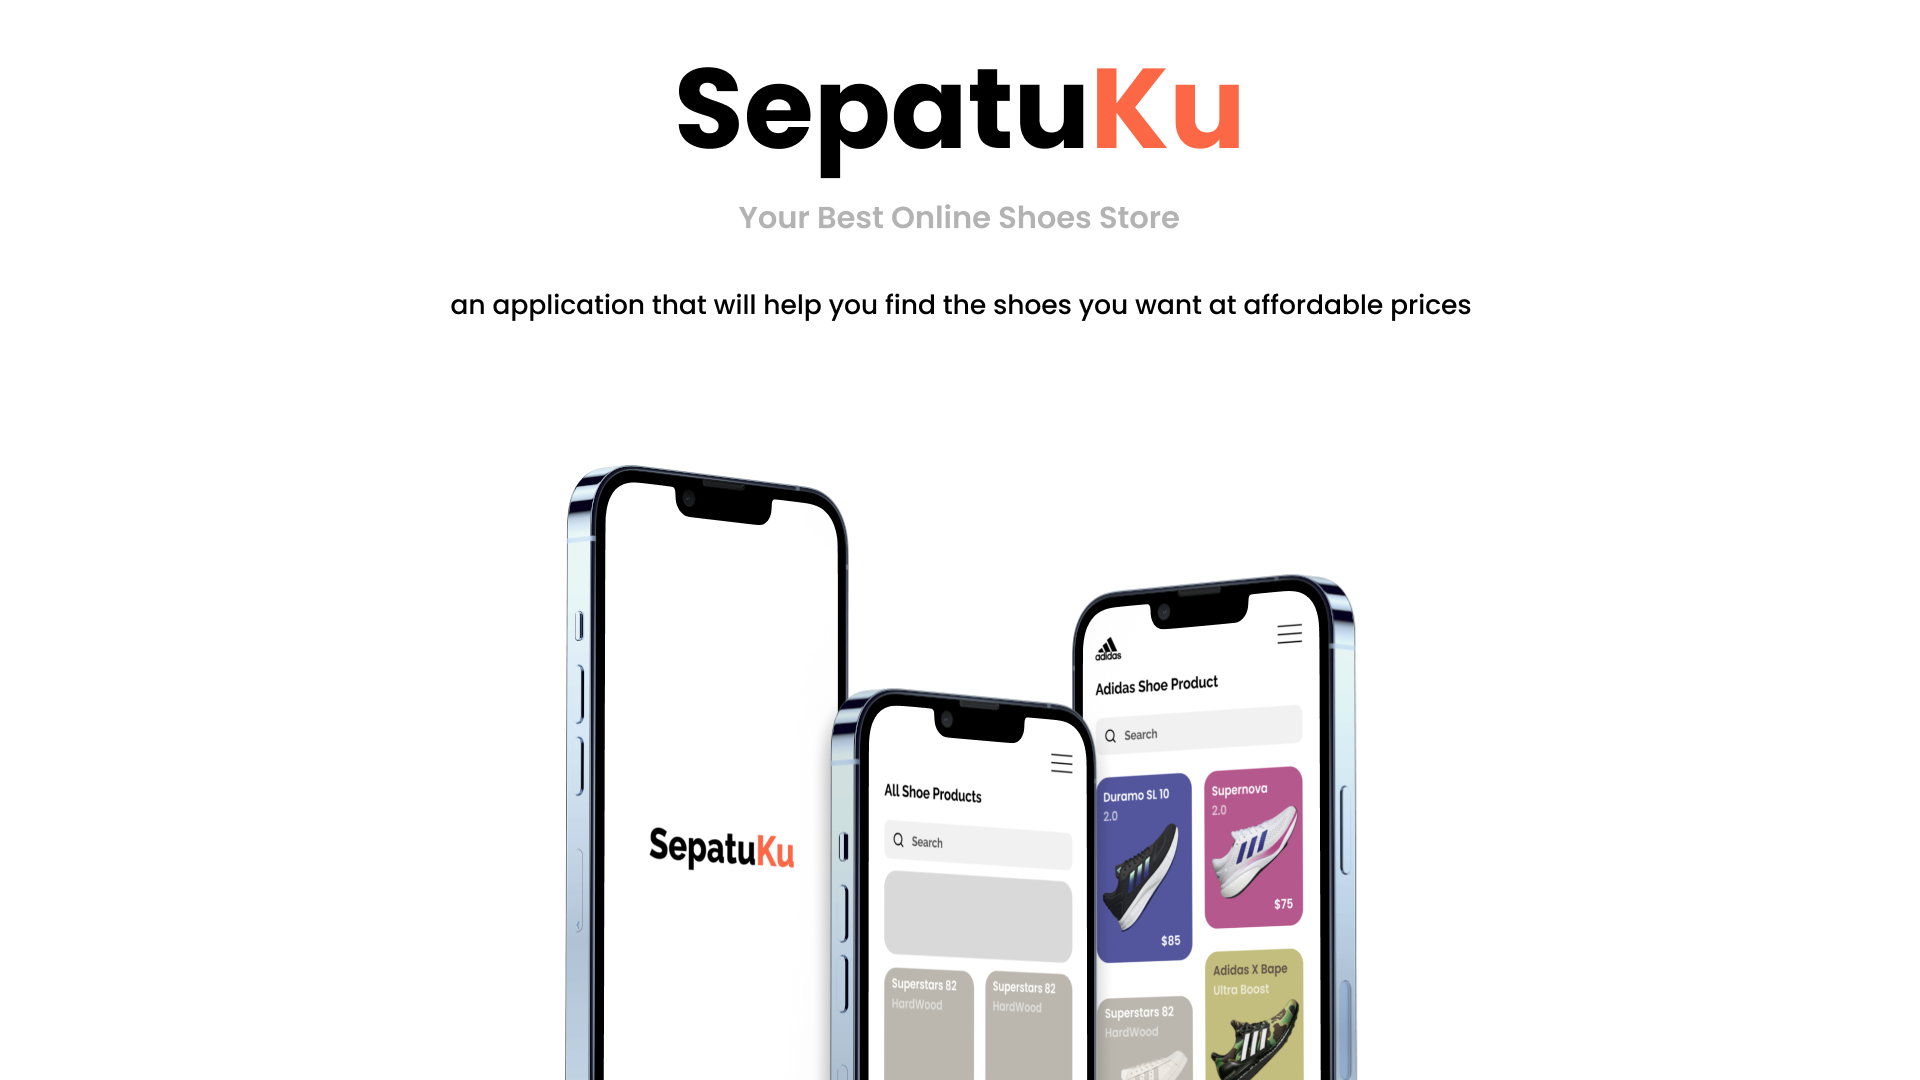 SepatuKu
Your Best Online Shoes Store
an application that will help you find the shoes you want at affordable prices
SepatuKu
All Shoe Products
Search
Superstars 82
HardWood
Superstars 82
HardWood
adidas
Adidas Shoe Product
Search
Duramo SL 10
2.0
$85
Supernova
2.0
$75
Superstars 82
HardWood
Adidas X Bape
Ultra Boost